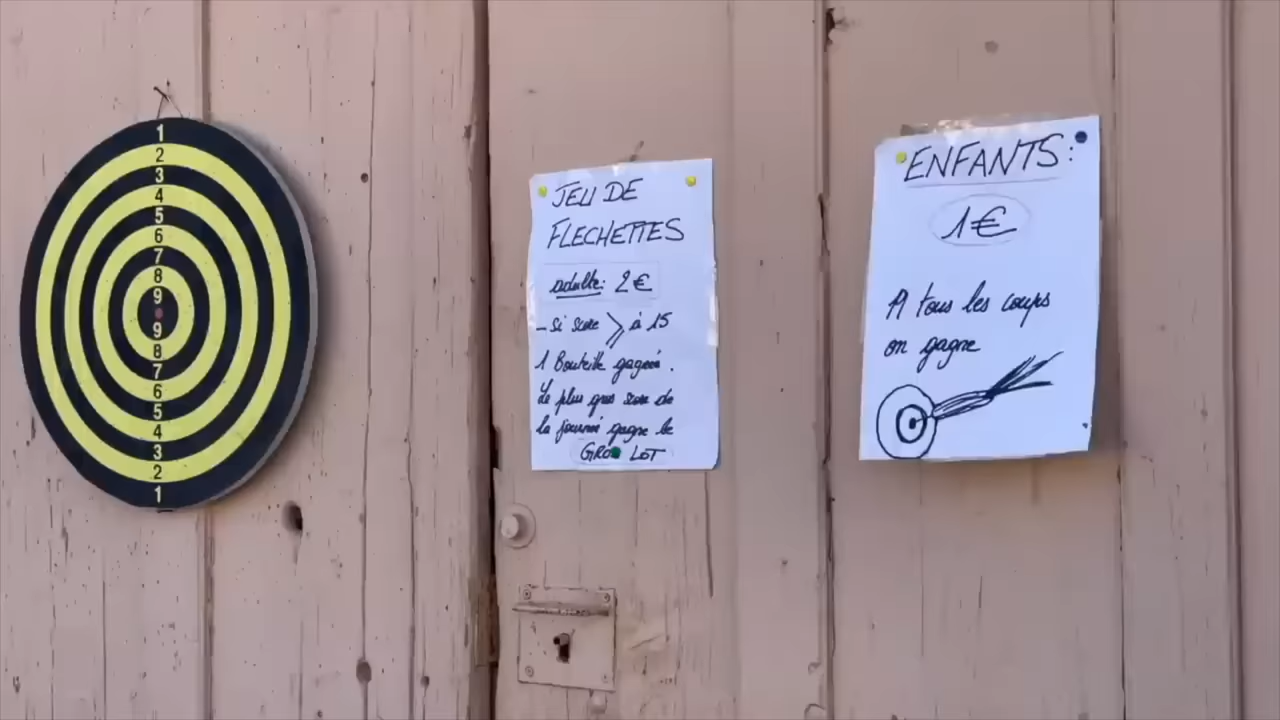 1
2
3
4
5
6
7
8
9
9
8
7
6
5
4
3
2
1
JEU DE
FLECHETTES
adulte: 2€
- Si score > à 15
1 Bouteille gagnée.
Le plus gros score de
la journée gagne le
GROS LOT
ENFANTS:
1€
A tous les coups
on gagne